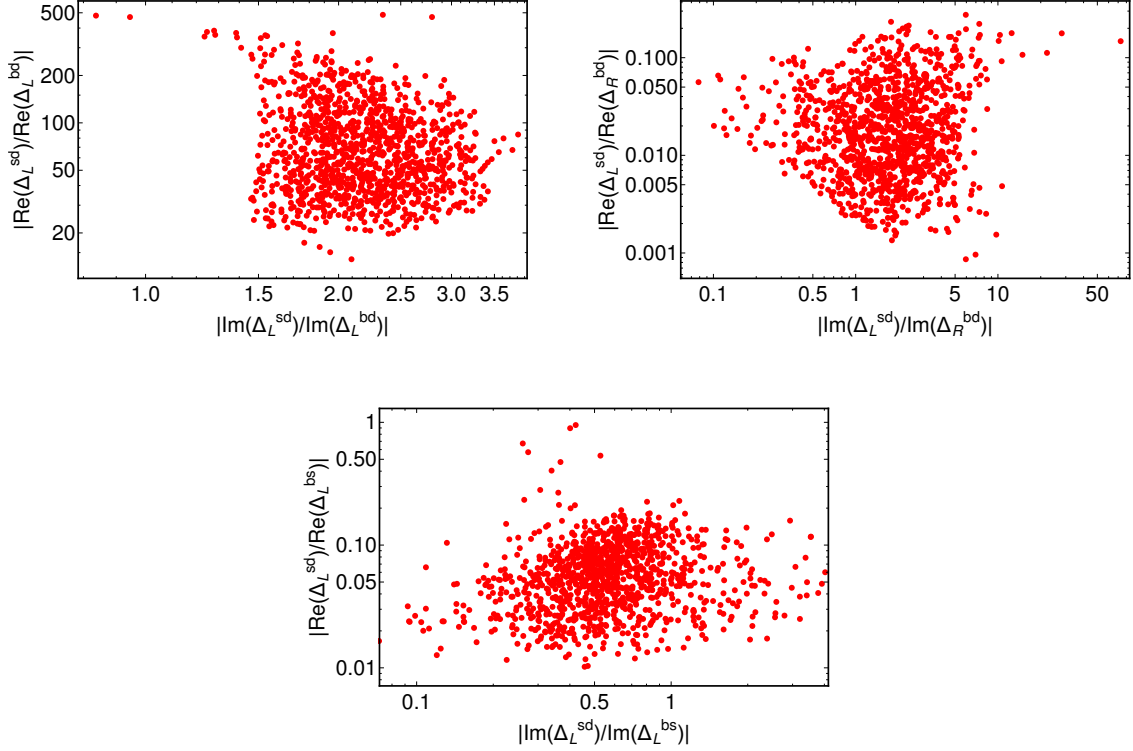 |Re(Δ_L^sd)/Re(Δ_L^bd)|
500
200
100
50
20
1.0 1.5 2.0 2.5 3.0 3.5
|Im(Δ_L^sd)/Im(Δ_L^bd)|
|Re(Δ_L^sd)/Re(Δ_R^bd)|
0.100
0.050
0.010
0.005
0.001
0.1 0.5 1 5 10 50
|Im(Δ_L^sd)/Im(Δ_R^bd)|
|Re(Δ_L^sd)/Re(Δ_L^bs)|
1
0.50
0.10
0.05
0.01
0.1 0.5 1
|Im(Δ_L^sd)/Im(Δ_L^bs)|